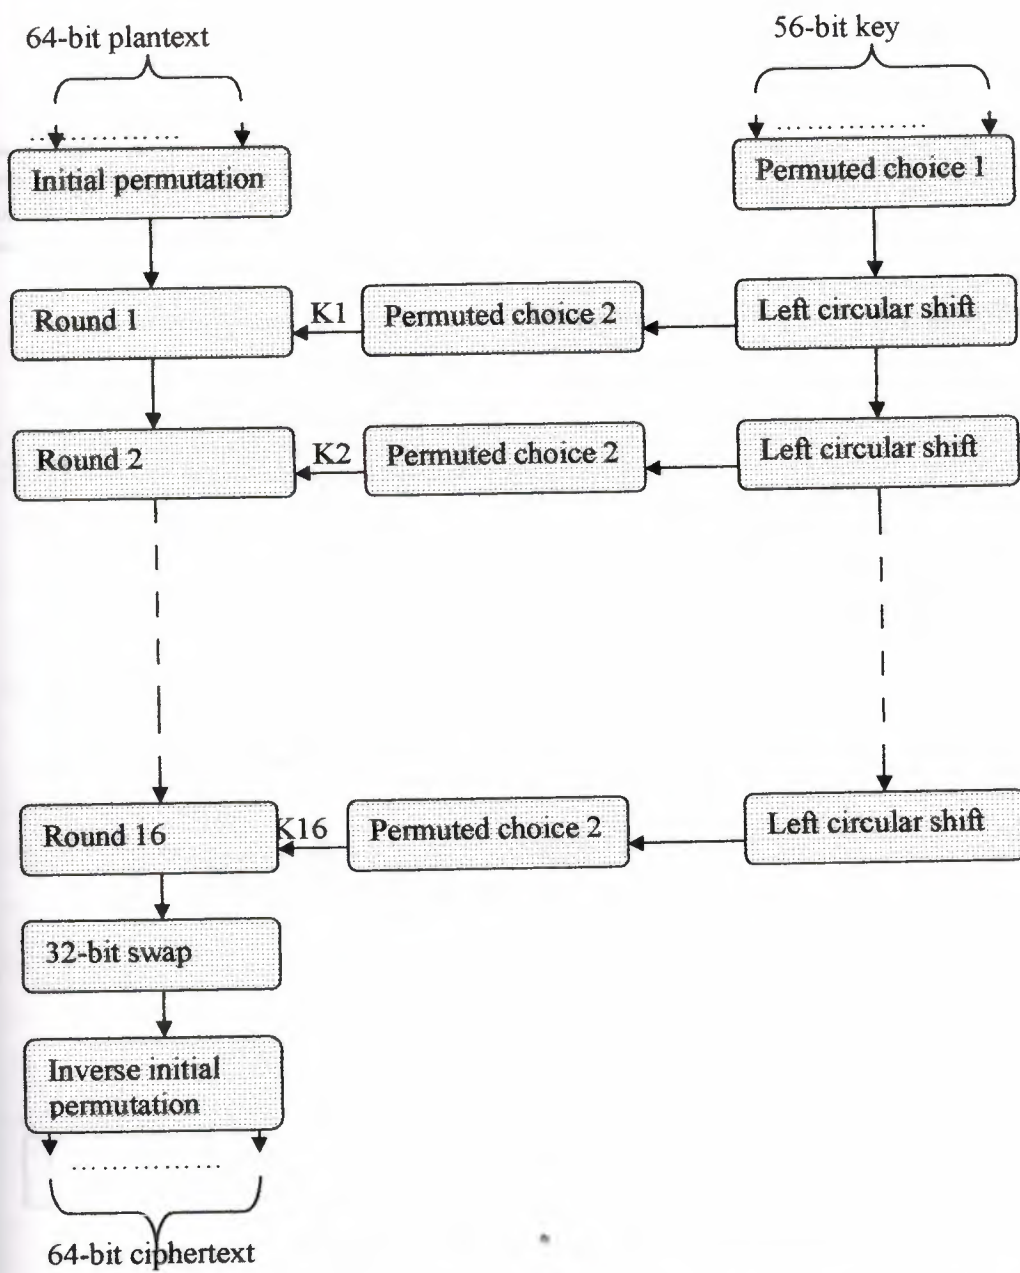 64-bit plantext
56-bit key
Initial permutation
Permuted choice 1
Round 1
K1
Permuted choice 2
Left circular shift
Round 2
K2
Permuted choice 2
Left circular shift
Round 16
K16
Permuted choice 2
Left circular shift
32-bit swap
Inverse initial
permutation
64-bit ciphertext